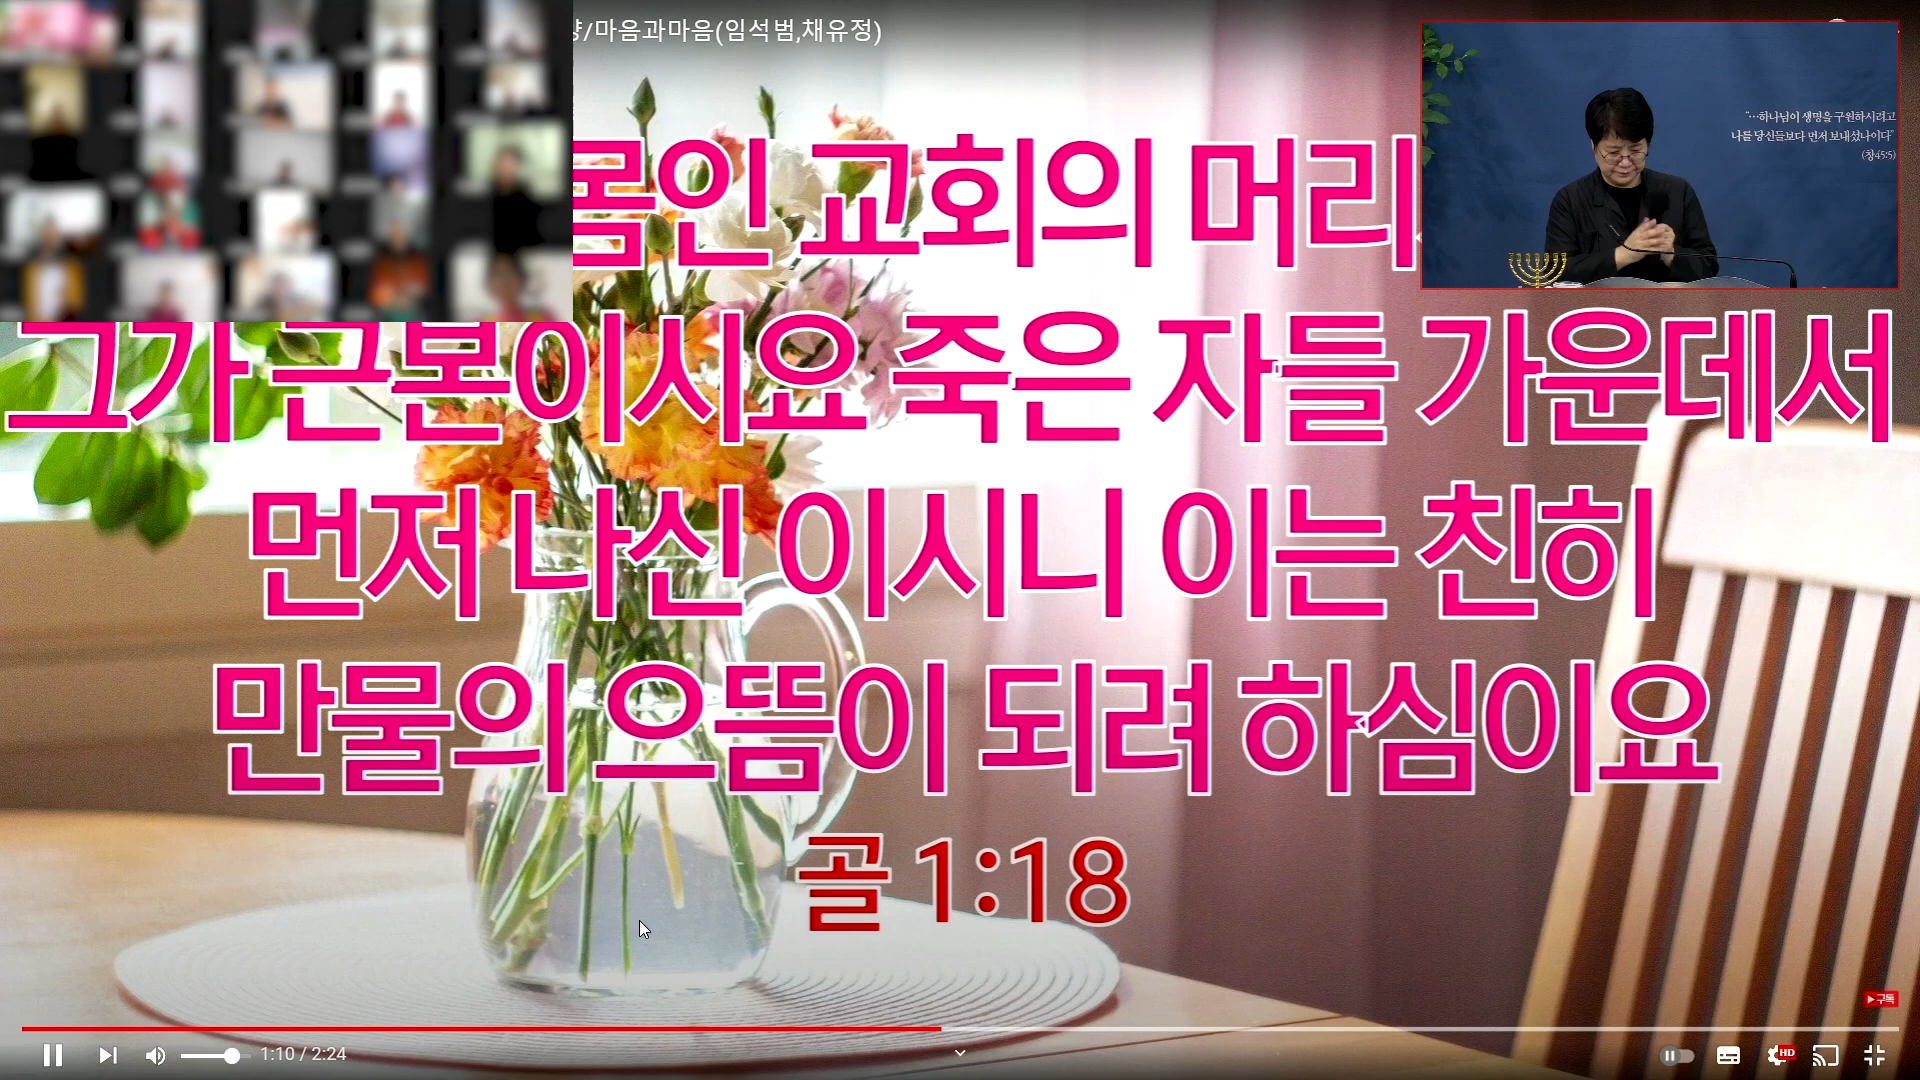 /마음과마음(임석범,채유정)
"…하나님이 생명을 구원하시려고
나를 당신들보다 먼저 보내셨나이다"
(창45:5)
몸인 교회의 머리
그가 근본이시요 죽은 자들 가운데서
먼저 나신 이시니 이는 친히
만물의 으뜸이 되려 하심이요
골 1:18
구독
1:10 / 2:24
HD